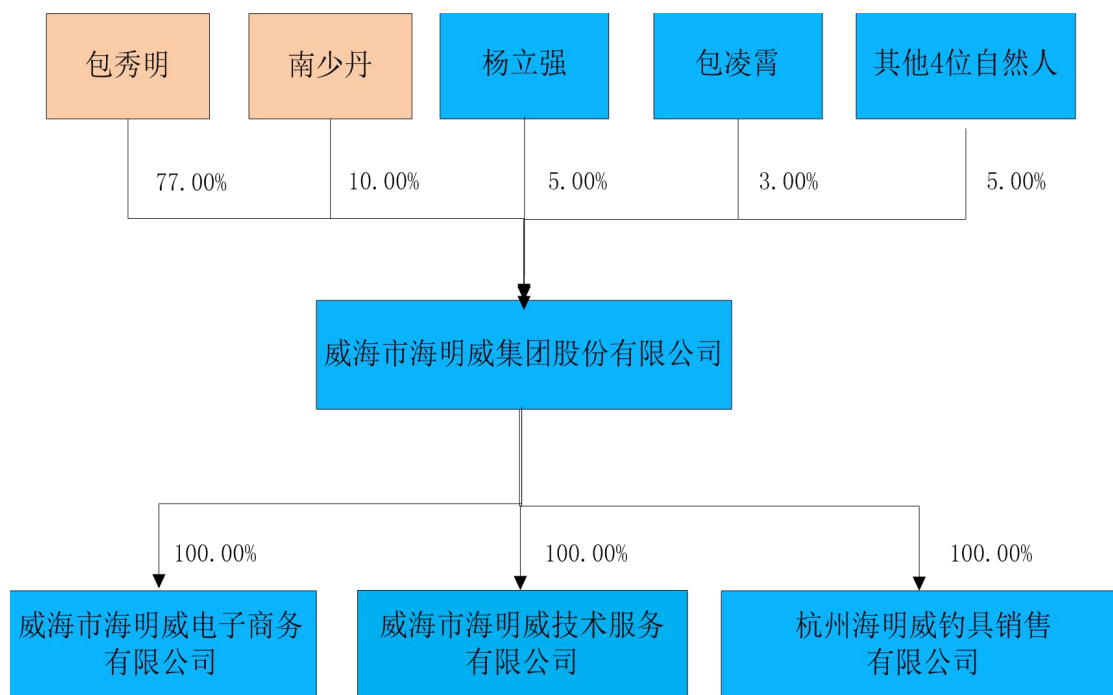 包秀明
南少丹
杨立强
包凌霄
其他4位自然人
77.00%
10.00%
5.00%
3.00%
5.00%
威海市海明威集团股份有限公司
100.00%
100.00%
100.00%
威海市海明威电子商务
有限公司
威海市海明威技术服务
有限公司
杭州海明威钓具销售
有限公司